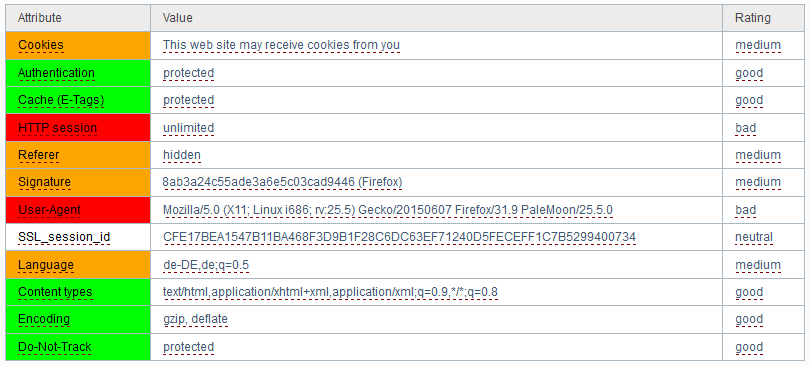 Attribute Value Rating
Cookies This web site may receive cookies from you medium
Authentication protected good
Cache (E-Tags) protected good
HTTP session unlimited bad
Referer hidden medium
Signature 8ab3a24c55ade3a6e5c03cad9446 (Firefox) medium
User-Agent Mozilla/5.0 (X11; Linux i686; rv:25.5) Gecko/20150607 Firefox/31.9 PaleMoon/25.5.0 bad
SSL_session_id CFE17BEA1547B11BA468F3D9B1F28C6DC63EF71240D5FECEFF1C7B5299400734 neutral
Language de-DE,de;q=0.5 medium
Content types text/html,application/xhtml+xml,application/xml;q=0.9,*/*;q=0.8 good
Encoding gzip, deflate good
Do-Not-Track protected good